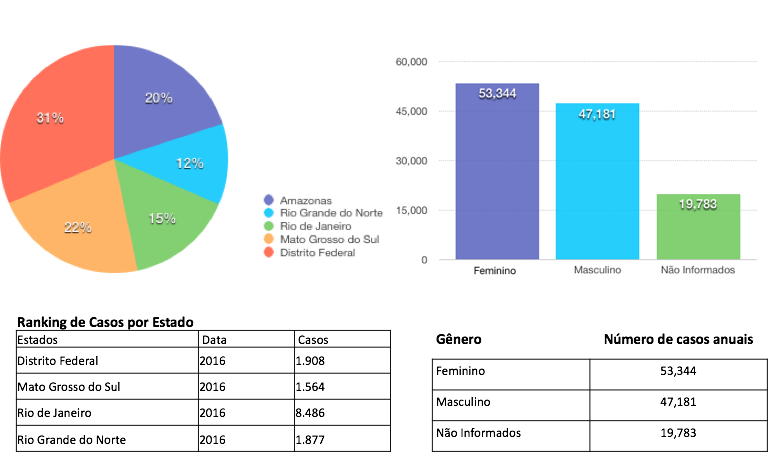 20%
31%
12%
15%
22%
Amazonas
Rio Grande do Norte
Rio de Janeiro
Mato Grosso do Sul
Distrito Federal
60,000
45,000
30,000
15,000
0
53,344
47,181
19,783
Feminino
Masculino
Não Informados
Ranking de Casos por Estado
Estados Data Casos
Distrito Federal 2016 1.908
Mato Grosso do Sul 2016 1.564
Rio de Janeiro 2016 8.486
Rio Grande do Norte 2016 1.877
Gênero Número de casos anuais
Feminino 53,344
Masculino 47,181
Não Informados 19,783